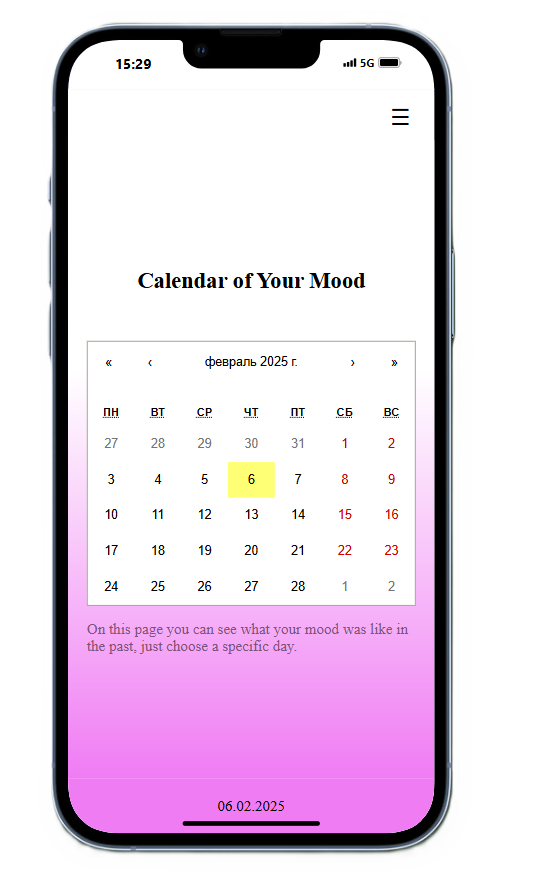 15:29 5G
☰
Calendar of Your Mood
« ‹ февраль 2025 г. › »
ПН ВТ СР ЧТ ПТ СБ ВС
27 28 29 30 31 1 2
3 4 5 6 7 8 9
10 11 12 13 14 15 16
17 18 19 20 21 22 23
24 25 26 27 28 1 2
On this page you can see what your mood was like in
the past, just choose a specific day.
06.02.2025